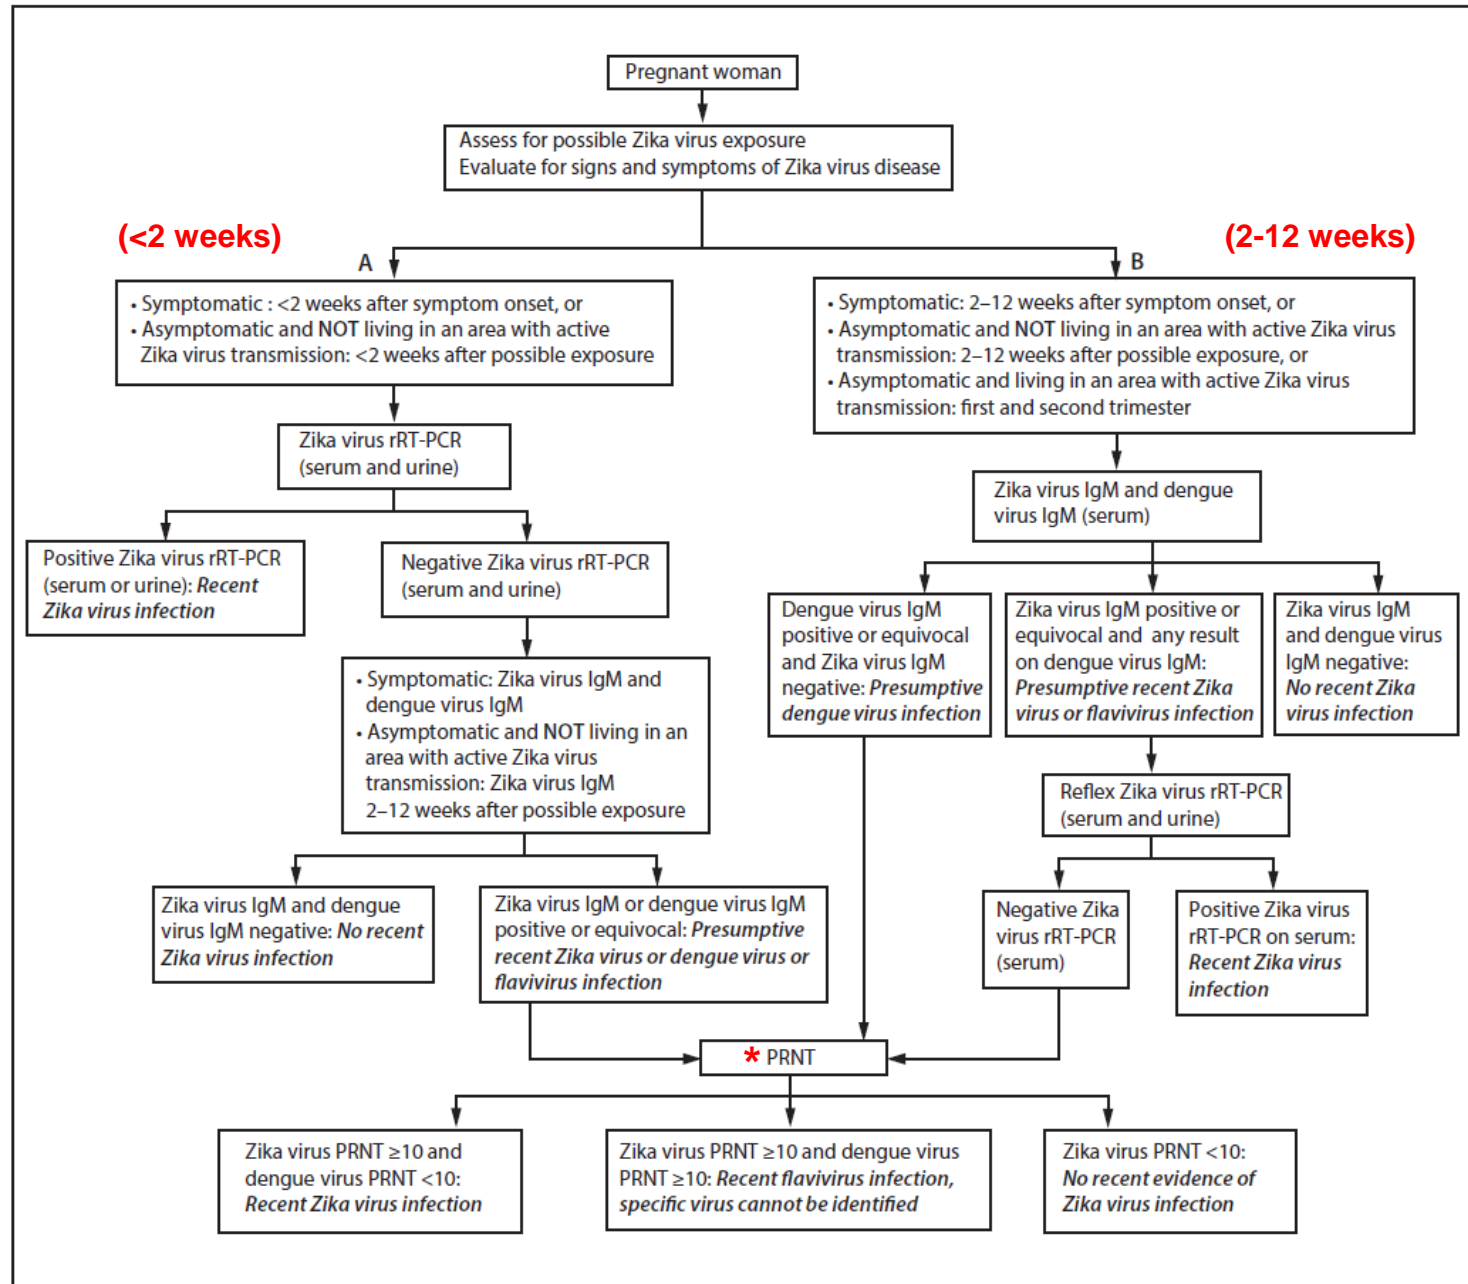 Pregnant woman
Assess for possible Zika virus exposure
Evaluate for signs and symptoms of Zika virus disease
(<2 weeks)
(2-12 weeks)
A
B
• Symptomatic : <2 weeks after symptom onset, or
• Asymptomatic and NOT living in an area with active
Zika virus transmission: <2 weeks after possible exposure
• Symptomatic: 2–12 weeks after symptom onset, or
• Asymptomatic and NOT living in an area with active Zika virus
transmission: 2–12 weeks after possible exposure, or
• Asymptomatic and living in an area with active Zika virus
transmission: first and second trimester
Zika virus rRT-PCR
(serum and urine)
Zika virus IgM and dengue
virus IgM (serum)
Positive Zika virus rRT-PCR
(serum or urine): Recent
Zika virus infection
Negative Zika virus rRT-PCR
(serum and urine)
Dengue virus IgM
positive or equivocal
and Zika virus IgM
negative: Presumptive
dengue virus infection
Zika virus IgM positive or
equivocal and any result
on dengue virus IgM:
Presumptive recent Zika
virus or flavivirus infection
Zika virus IgM
and dengue virus
IgM negative:
No recent Zika
virus infection
• Symptomatic: Zika virus IgM and
dengue virus IgM
• Asymptomatic and NOT living in an
area with active Zika virus
transmission: Zika virus IgM
2–12 weeks after possible exposure
Reflex Zika virus rRT-PCR
(serum and urine)
Zika virus IgM and dengue
virus IgM negative: No recent
Zika virus infection
Zika virus IgM or dengue virus IgM
positive or equivocal: Presumptive
recent Zika virus or dengue virus or
flavivirus infection
Negative Zika
virus rRT-PCR
(serum)
Positive Zika virus
rRT-PCR on serum:
Recent Zika virus
infection
* PRNT
Zika virus PRNT ≥10 and
dengue virus PRNT <10:
Recent Zika virus infection
Zika virus PRNT ≥10 and dengue virus
PRNT ≥10: Recent flavivirus infection,
specific virus cannot be identified
Zika virus PRNT <10:
No recent evidence of
Zika virus infection